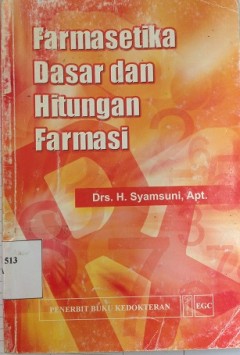 Farmasetika
Dasar dan
Hitungan
Farmasi
Drs. H. Syamsuni, Apt.
513
PENERBIT BUKU KEDOKTERAN
EGC